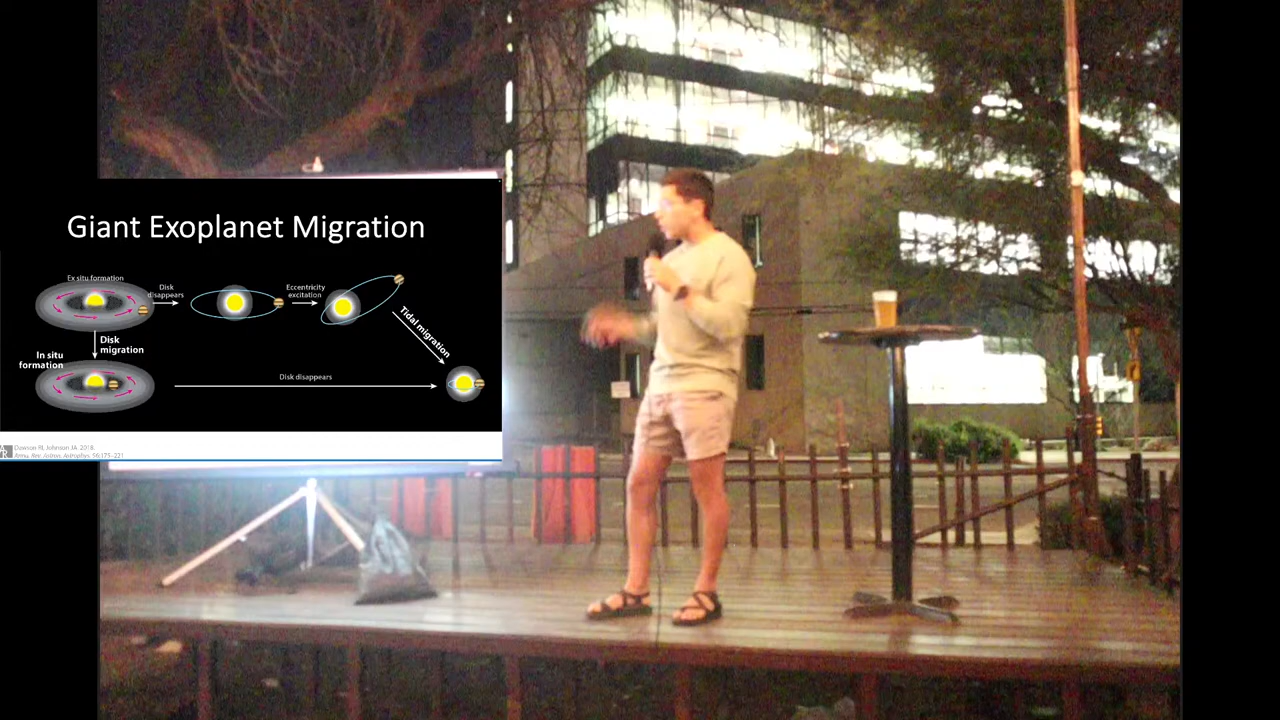 Giant Exoplanet Migration
Ex situ formation
Disk
disappears
Eccentricity
excitation
Tidal migration
Disk
migration
In situ
formation
Disk disappears
Dawson RI, Johnson JA. 2018.
Annu. Rev. Astron. Astrophys. 56:175–221